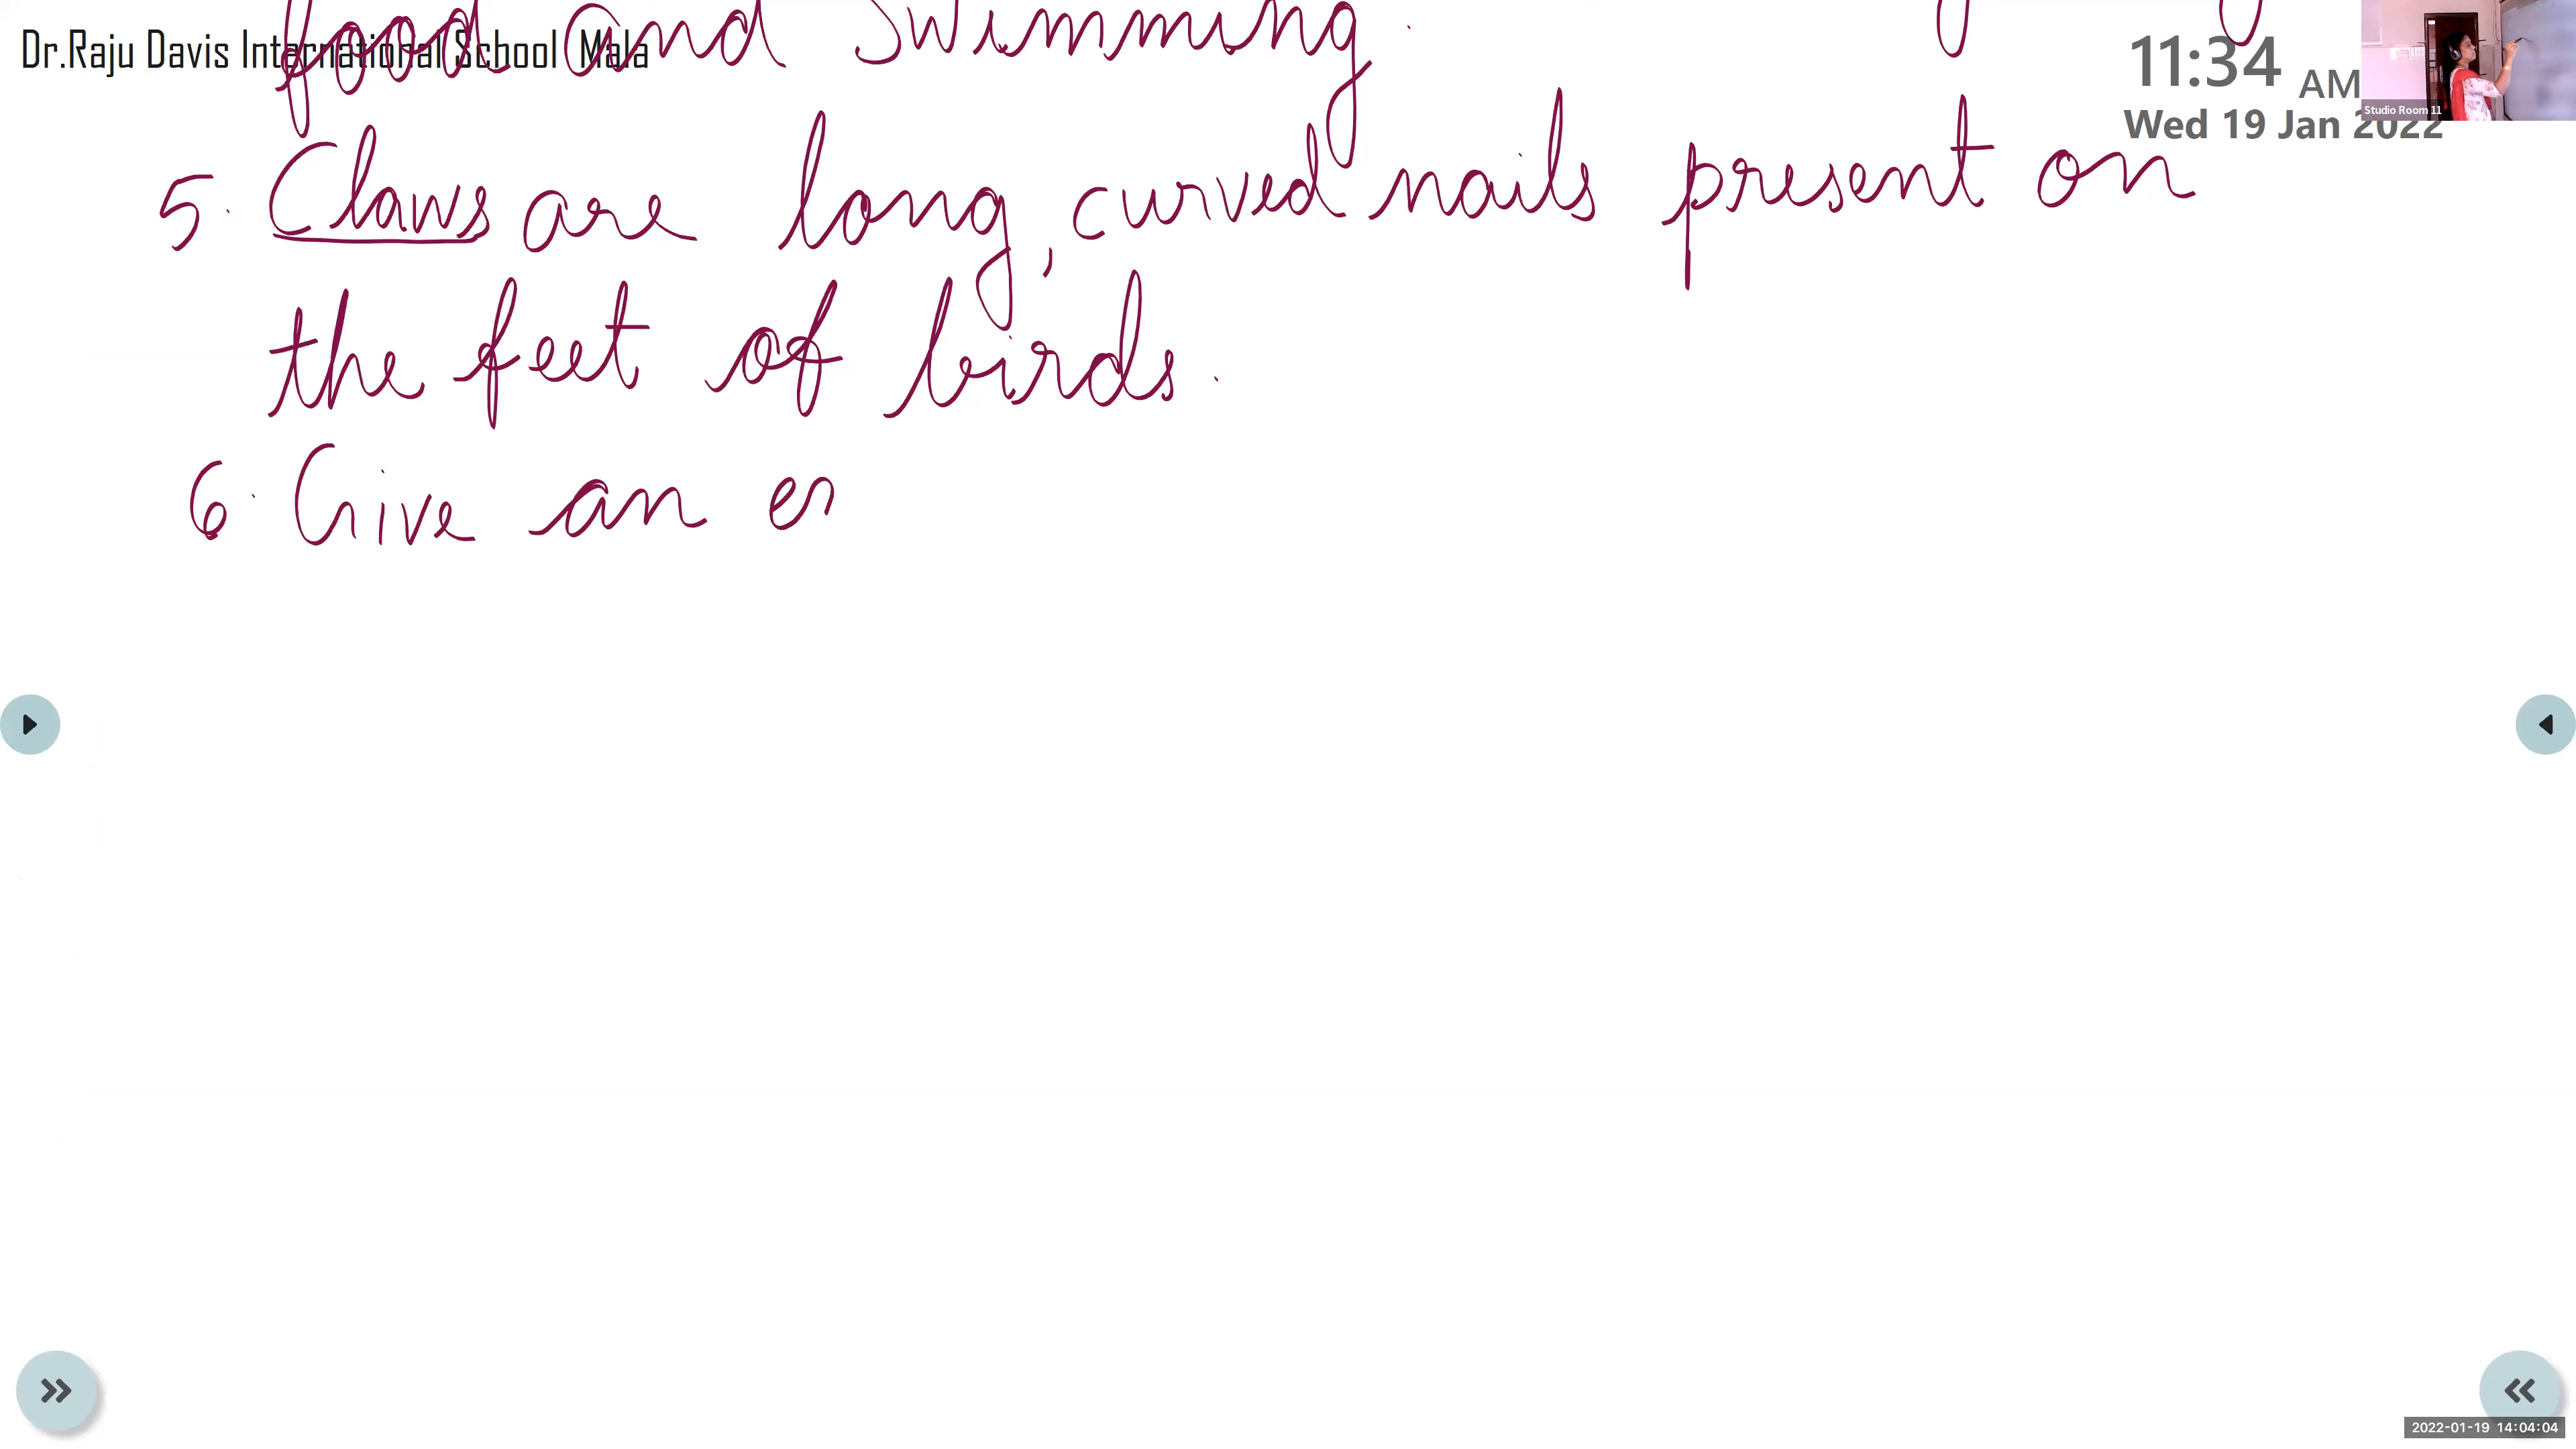 food and swimming.
Dr.Raju Davis International School Mala
11:34 AM
Wed 19 Jan 2022
Studio Room 11
5. Claws are long, curved nails present on
the feet of birds.
6. Give an
2022-01-19 14:04:04